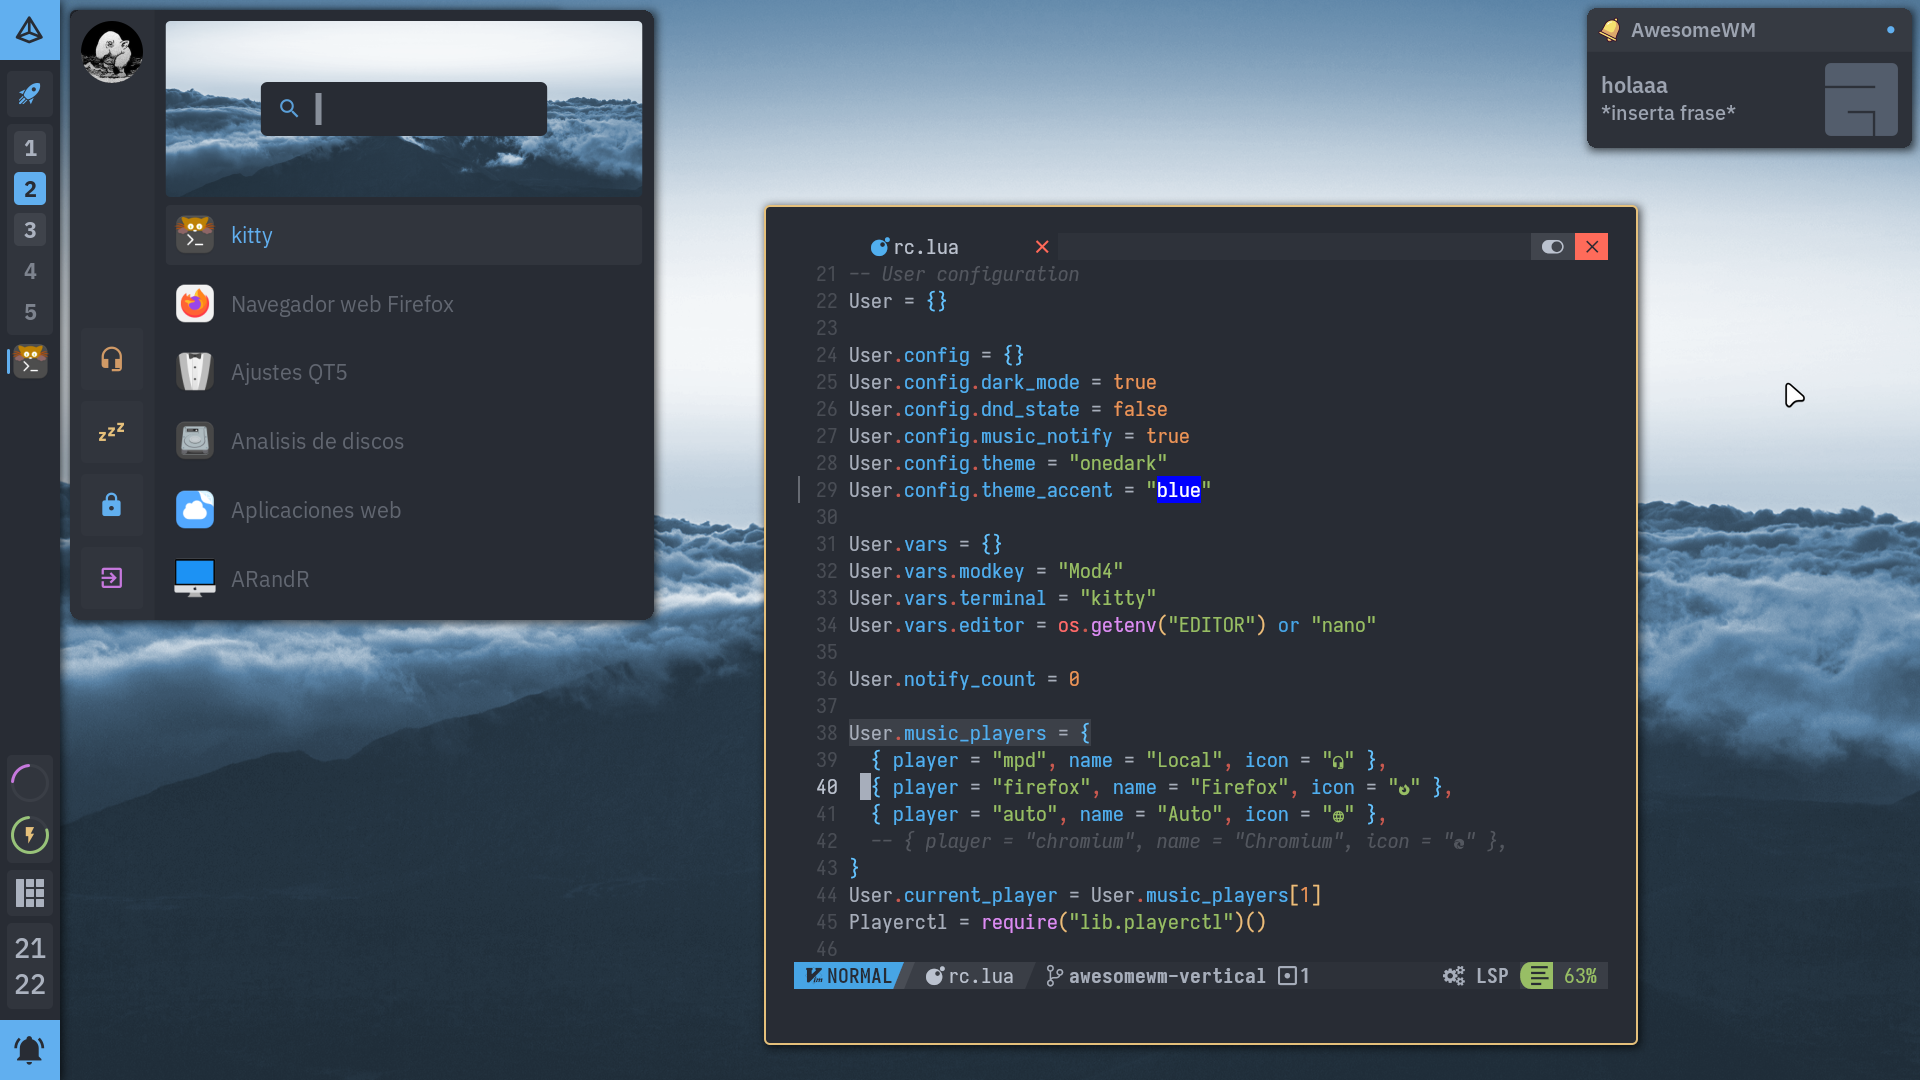 1
2
3
4
5
21
22
kitty
Navegador web Firefox
Ajustes QT5
Analisis de discos
Aplicaciones web
ARandR
AwesomeWM
holaaa
*inserta frase*
rc.lua
21 -- User configuration
22 User = {}
23
24 User.config = {}
25 User.config.dark_mode = true
26 User.config.dnd_state = false
27 User.config.music_notify = true
28 User.config.theme = "onedark"
29 User.config.theme_accent = "blue"
30
31 User.vars = {}
32 User.vars.modkey = "Mod4"
33 User.vars.terminal = "kitty"
34 User.vars.editor = os.getenv("EDITOR") or "nano"
35
36 User.notify_count = 0
37
38 User.music_players = {
39 { player = "mpd", name = "Local", icon = "" },
40 { player = "firefox", name = "Firefox", icon = "" },
41 { player = "auto", name = "Auto", icon = "" },
42 -- { player = "chromium", name = "Chromium", icon = "" },
43 }
44 User.current_player = User.music_players[1]
45 Playerctl = require("lib.playerctl")()
46
NORMAL rc.lua awesomewm-vertical 1 LSP 63%